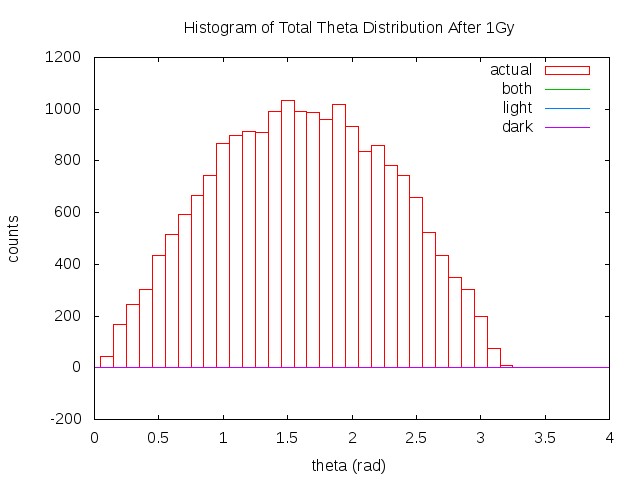 Histogram of Total Theta Distribution After 1Gy
1200
1000
800
600
400
200
0
-200
counts
actual
both
light
dark
0 0.5 1 1.5 2 2.5 3 3.5 4
theta (rad)